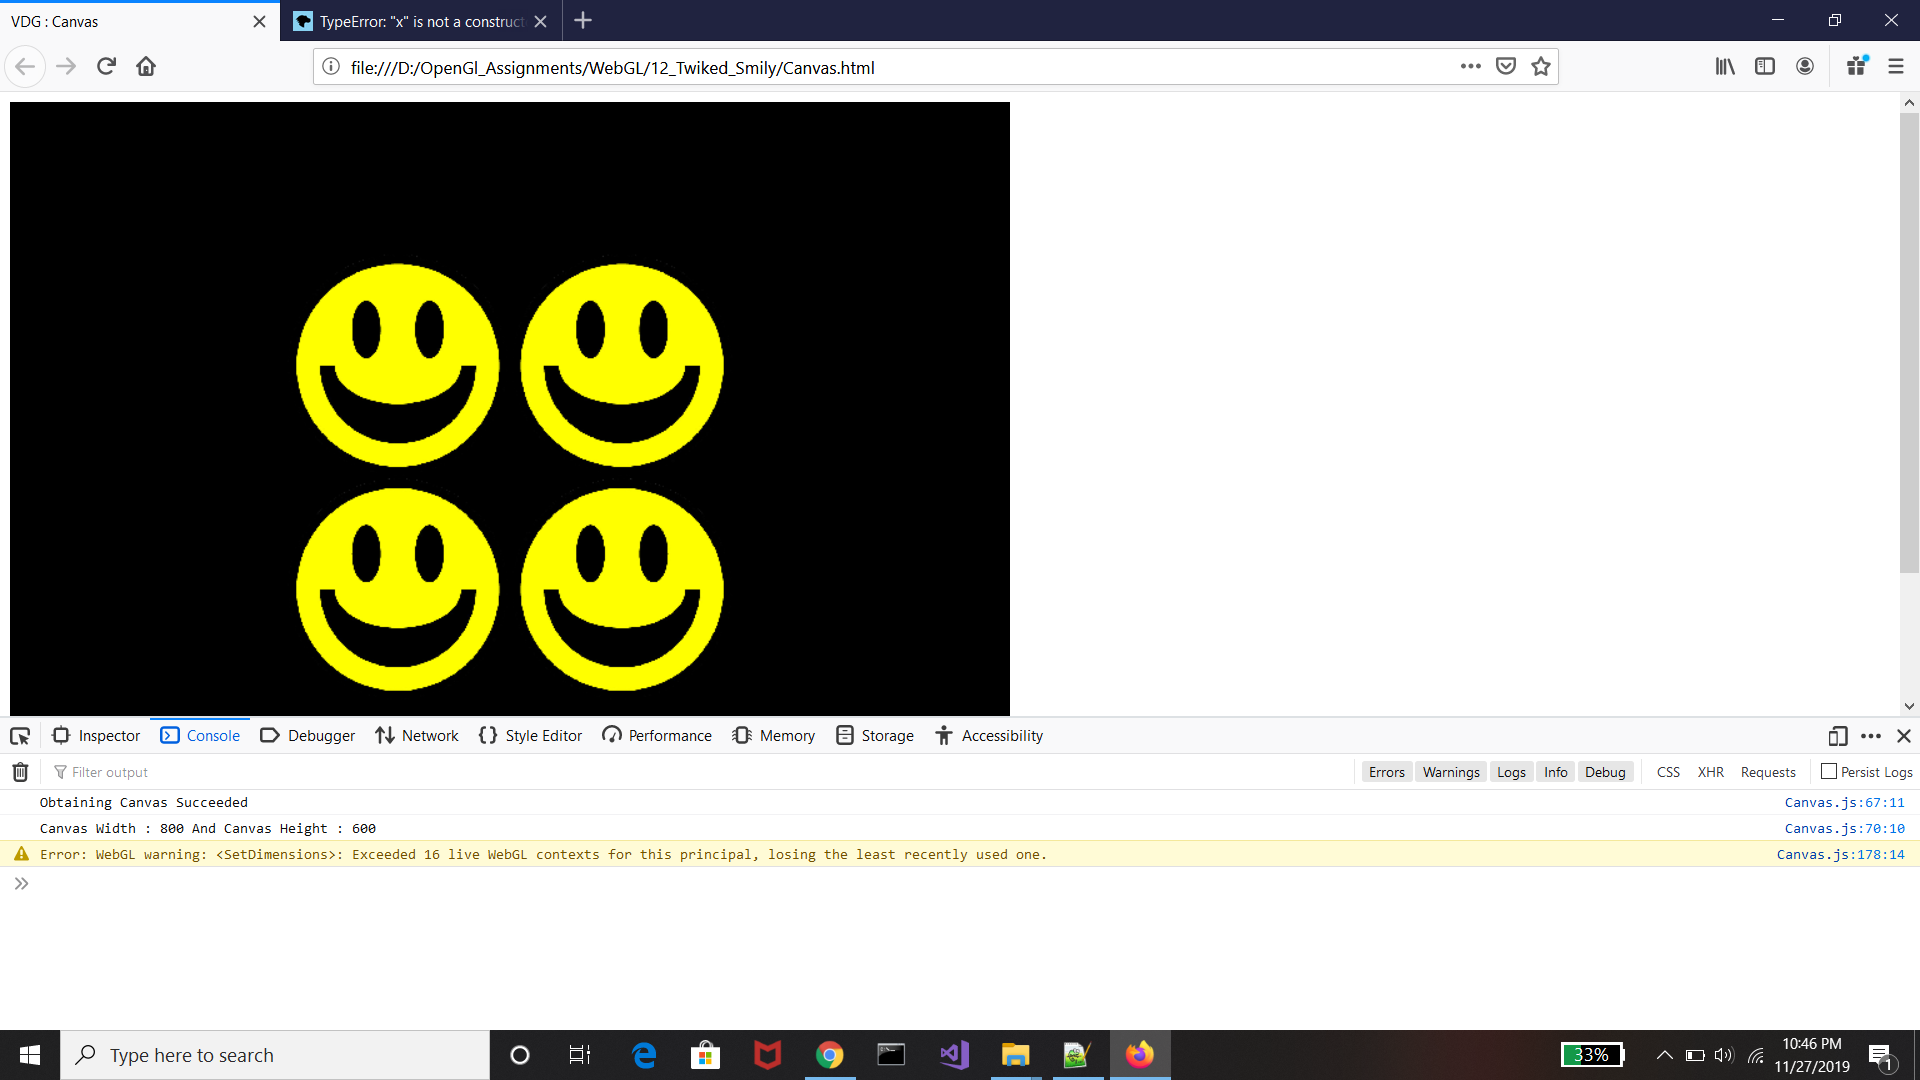 VDG : Canvas
TypeError: "x" is not a construct
file:///D:/OpenGl_Assignments/WebGL/12_Twiked_Smily/Canvas.html
Inspector Console Debugger Network Style Editor Performance Memory Storage Accessibility
Filter output Errors Warnings Logs Info Debug CSS XHR Requests Persist Logs
Obtaining Canvas Succeeded Canvas.js:67:11
Canvas Width : 800 And Canvas Height : 600 Canvas.js:70:10
Error: WebGL warning: <SetDimensions>: Exceeded 16 live WebGL contexts for this principal, losing the least recently used one. Canvas.js:178:14
Type here to search
33%
10:46 PM
11/27/2019
1